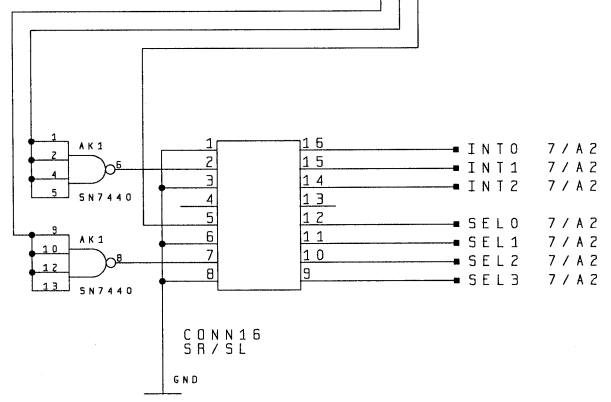 1
2
4
5
AK1
6
SN7440
9
10
12
13
AK1
8
SN7440
1 16 INT0 7/A2
2 15 INT1 7/A2
3 14 INT2 7/A2
4 13
5 12 SEL0 7/A2
6 11 SEL1 7/A2
7 10 SEL2 7/A2
8 9 SEL3 7/A2
CONN16
SR/SL
GND